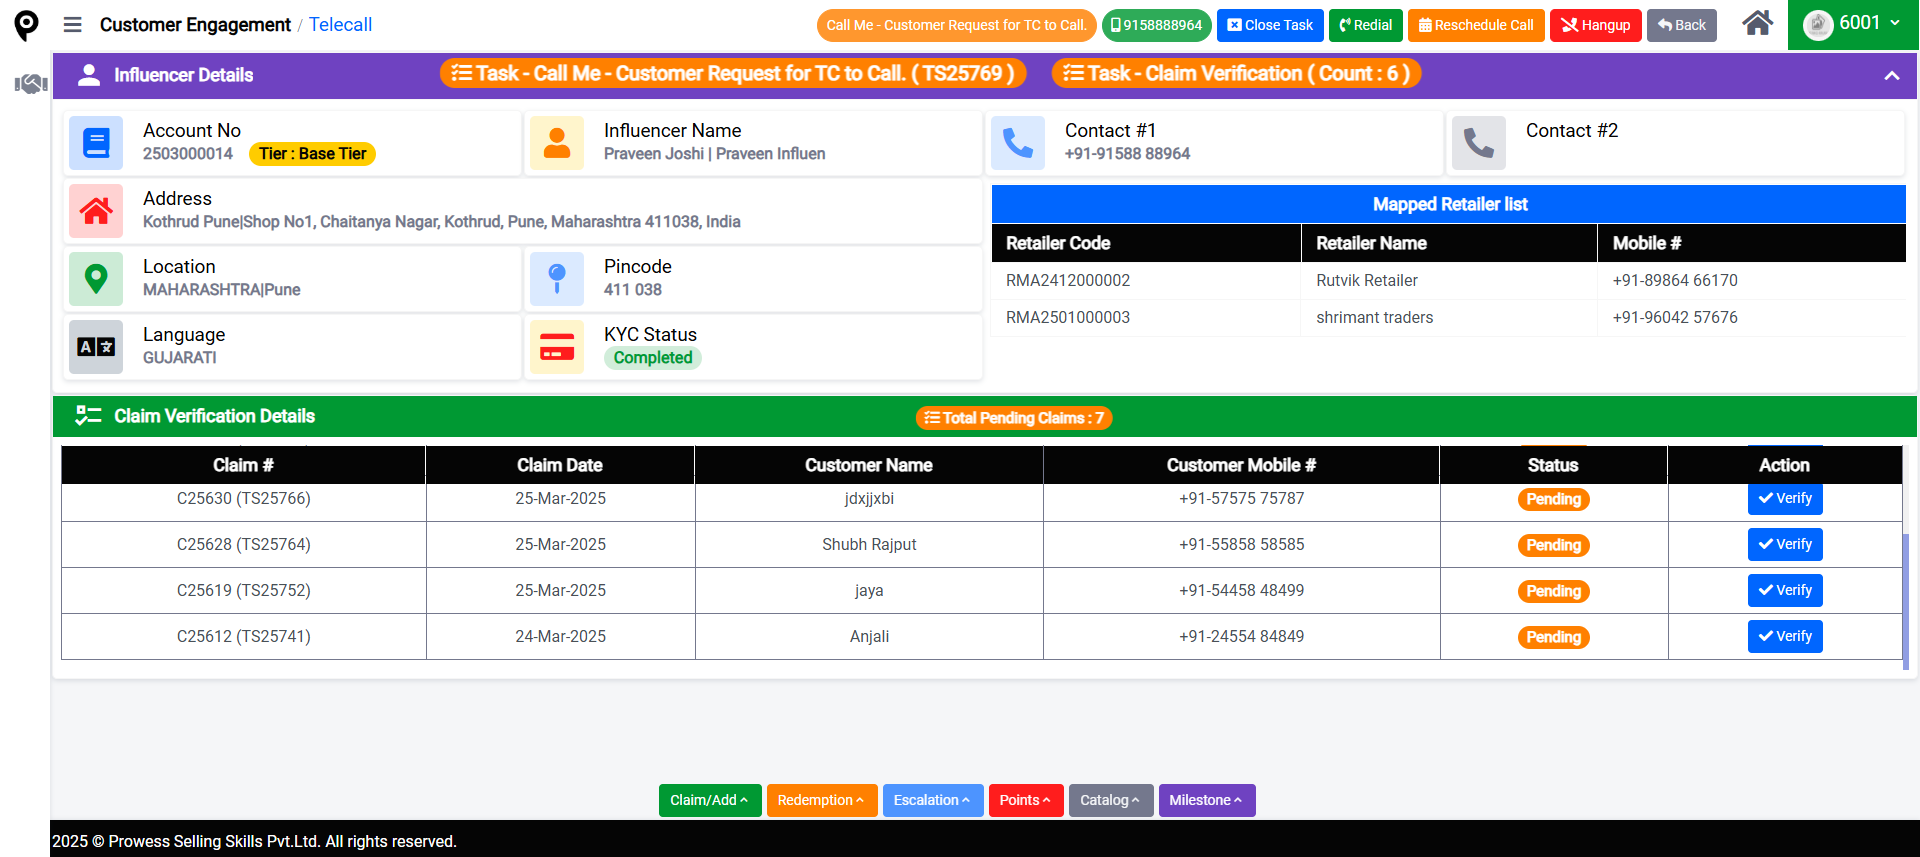 Customer Engagement / Telecall
Call Me - Customer Request for TC to Call.
9158888964
Close Task
Redial
Reschedule Call
Hangup
Back
6001
Influencer Details
Task - Call Me - Customer Request for TC to Call. ( TS25769 )
Task - Claim Verification ( Count : 6 )
Account No
2503000014
Tier : Base Tier
Influencer Name
Praveen Joshi | Praveen Influen
Contact #1
+91-91588 88964
Contact #2
Address
Kothrud Pune|Shop No1, Chaitanya Nagar, Kothrud, Pune, Maharashtra 411038, India
Location
MAHARASHTRA|Pune
Pincode
411 038
Language
GUJARATI
KYC Status
Completed
Mapped Retailer list
Retailer Code Retailer Name Mobile #
RMA2412000002 Rutvik Retailer +91-89864 66170
RMA2501000003 shrimant traders +91-96042 57676
Claim Verification Details
Total Pending Claims : 7
Claim # Claim Date Customer Name Customer Mobile # Status Action
C25630 (TS25766) 25-Mar-2025 jdxjjxbi +91-57575 75787 Pending Verify
C25628 (TS25764) 25-Mar-2025 Shubh Rajput +91-55858 58585 Pending Verify
C25619 (TS25752) 25-Mar-2025 jaya +91-54458 48499 Pending Verify
C25612 (TS25741) 24-Mar-2025 Anjali +91-24554 84849 Pending Verify
Claim/Add
Redemption
Escalation
Points
Catalog
Milestone
2025 © Prowess Selling Skills Pvt.Ltd. All rights reserved.